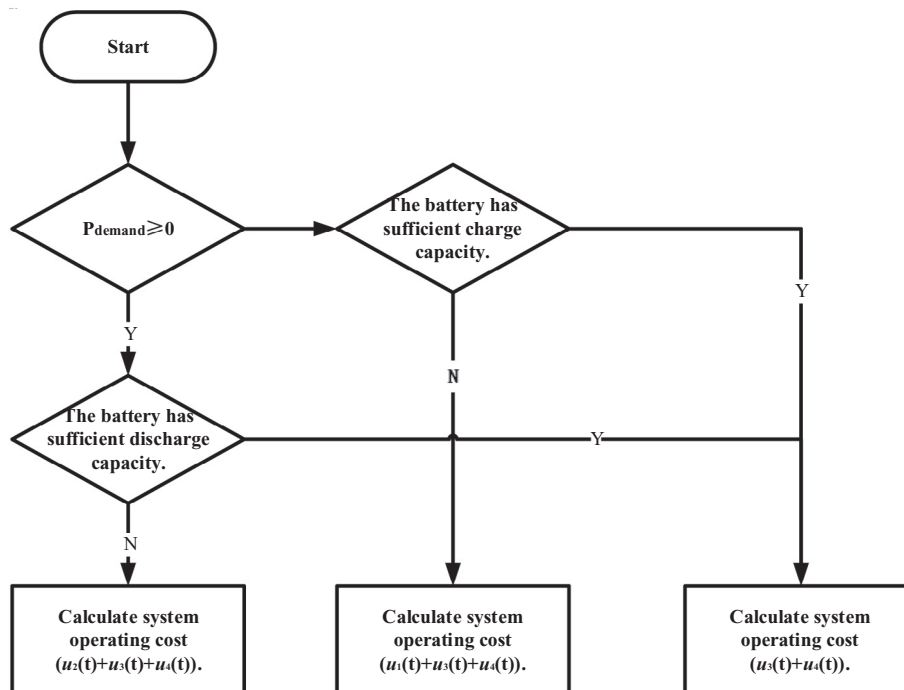 Start
Pdemand≥0
The battery has
sufficient charge
capacity.
Y
Y
N
The battery has
sufficient discharge
capacity.
Y
N
Calculate system
operating cost
(u₂(t)+u₃(t)+u₄(t)).
Calculate system
operating cost
(u₁(t)+u₃(t)+u₄(t)).
Calculate system
operating cost
(u₃(t)+u₄(t)).